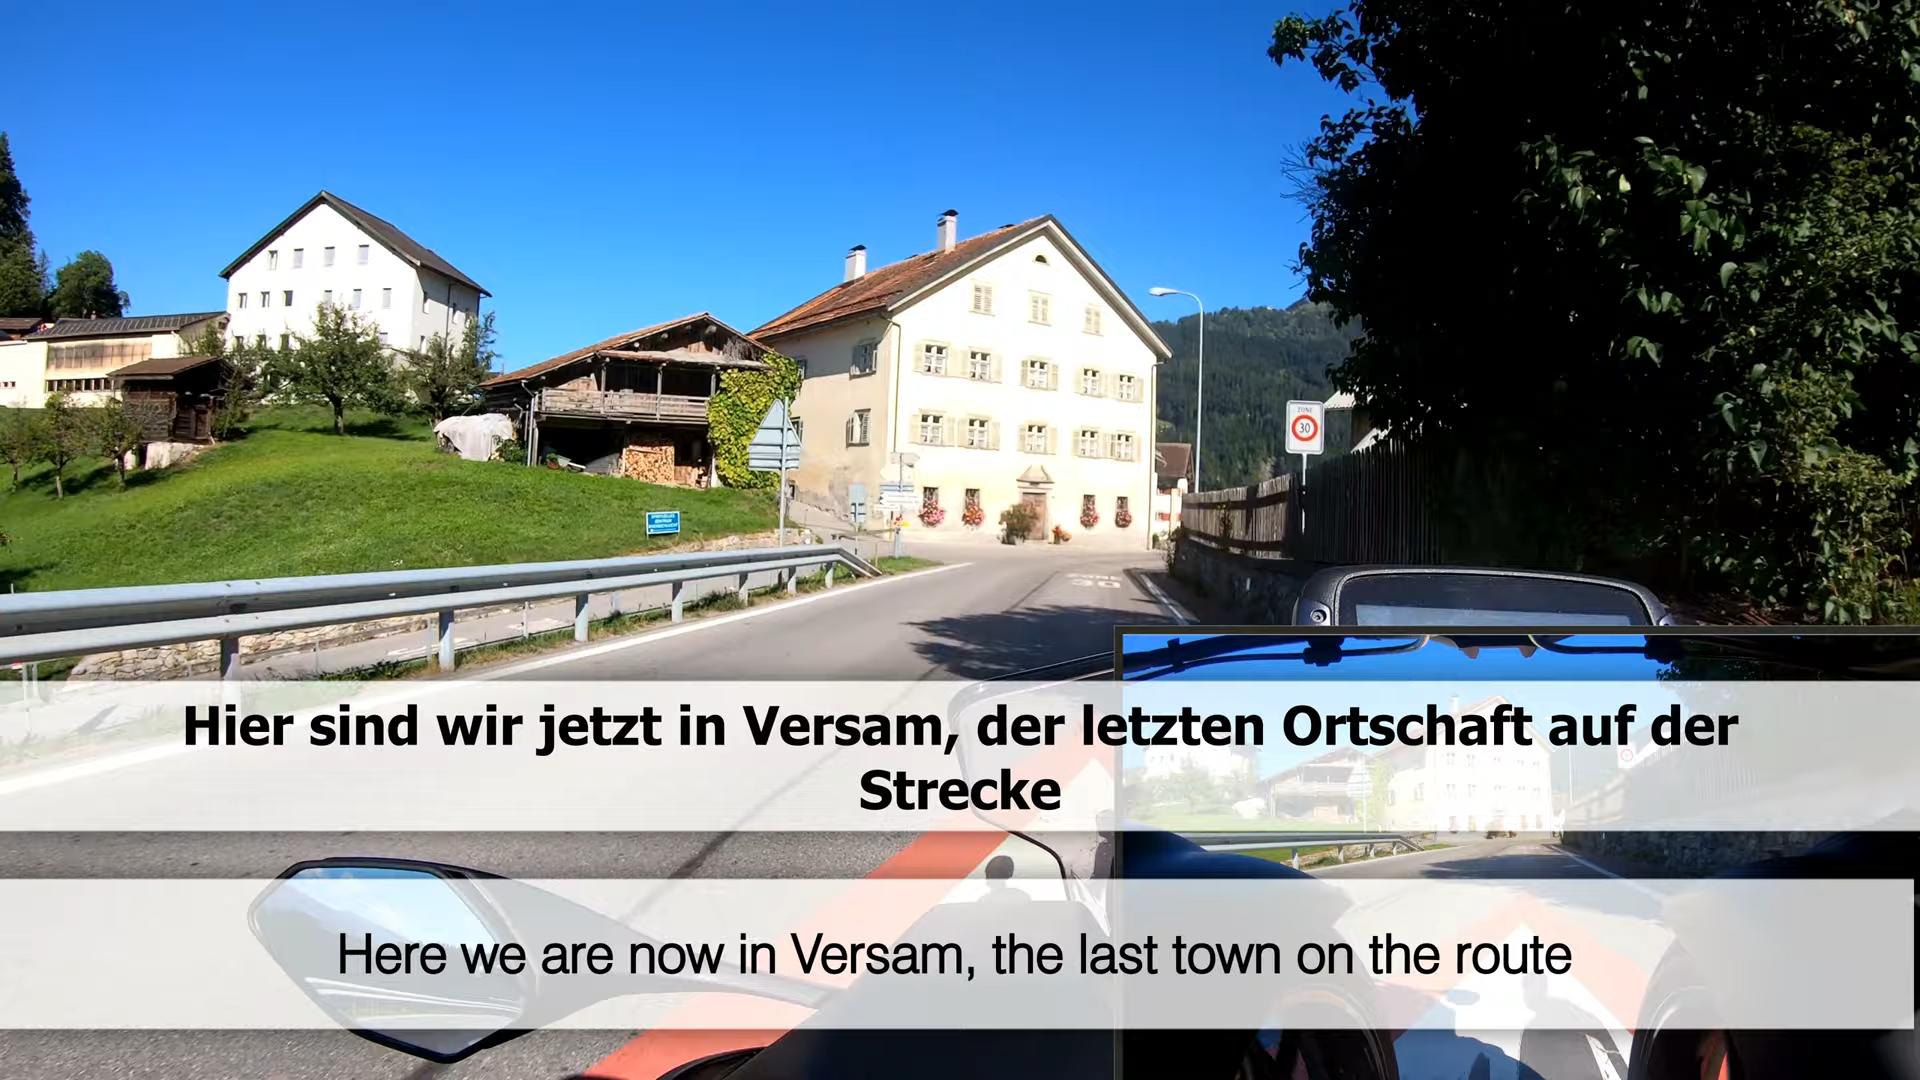 ZONE
30
Hier sind wir jetzt in Versam, der letzten Ortschaft auf der
Strecke
Here we are now in Versam, the last town on the route